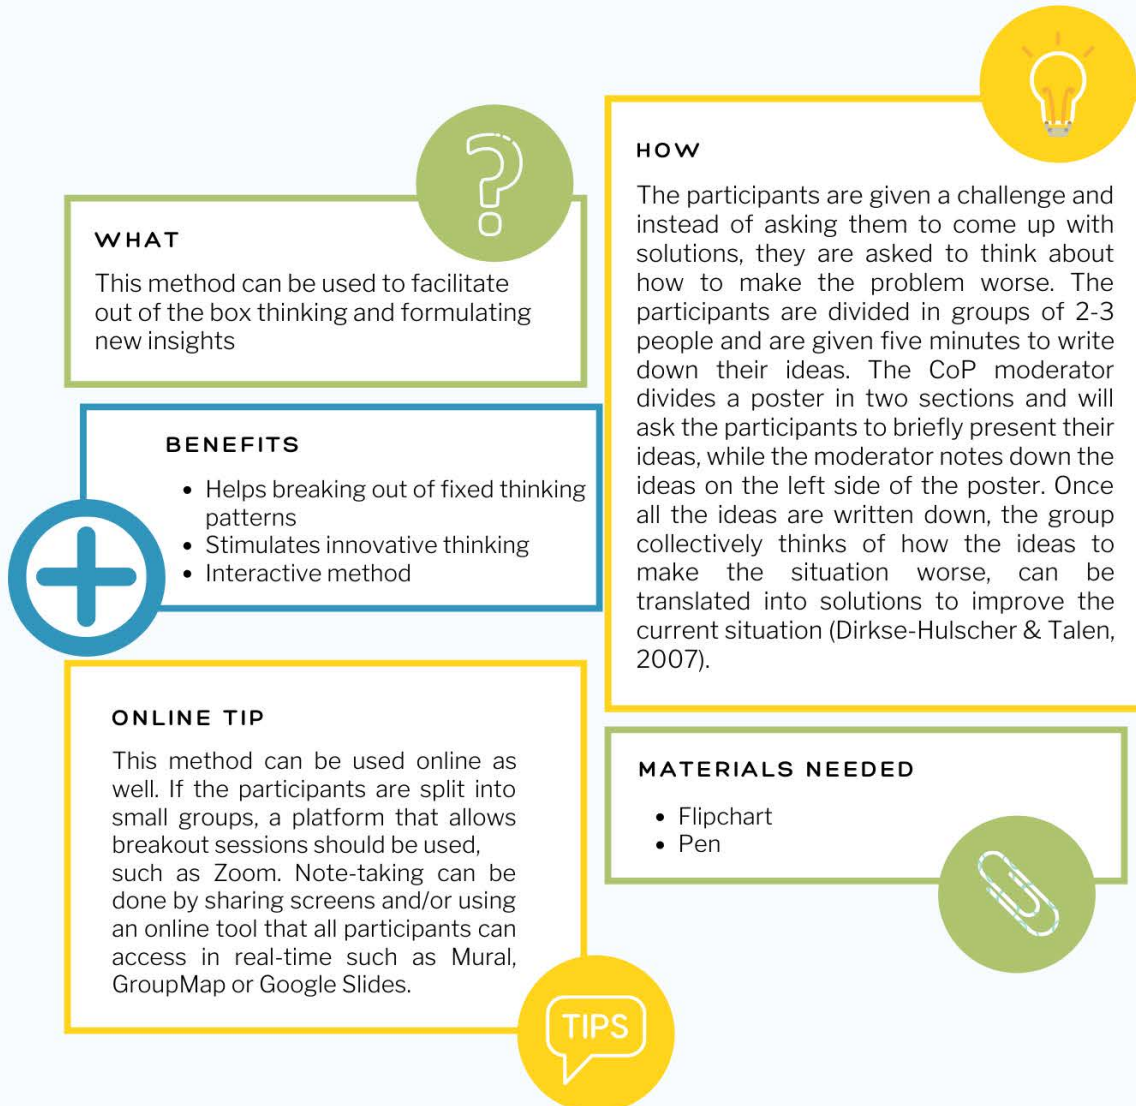 WHAT
This method can be used to facilitate
out of the box thinking and formulating
new insights
BENEFITS
• Helps breaking out of fixed thinking
patterns
• Stimulates innovative thinking
• Interactive method
ONLINE TIP
This method can be used online as
well. If the participants are split into
small groups, a platform that allows
breakout sessions should be used,
such as Zoom. Note-taking can be
done by sharing screens and/or using
an online tool that all participants can
access in real-time such as Mural,
GroupMap or Google Slides.
TIPS
HOW
The participants are given a challenge and
instead of asking them to come up with
solutions, they are asked to think about
how to make the problem worse. The
participants are divided in groups of 2-3
people and are given five minutes to write
down their ideas. The CoP moderator
divides a poster in two sections and will
ask the participants to briefly present their
ideas, while the moderator notes down the
ideas on the left side of the poster. Once
all the ideas are written down, the group
collectively thinks of how the ideas to
make the situation worse, can be
translated into solutions to improve the
current situation (Dirkse-Hulscher & Talen,
2007).
MATERIALS NEEDED
• Flipchart
• Pen